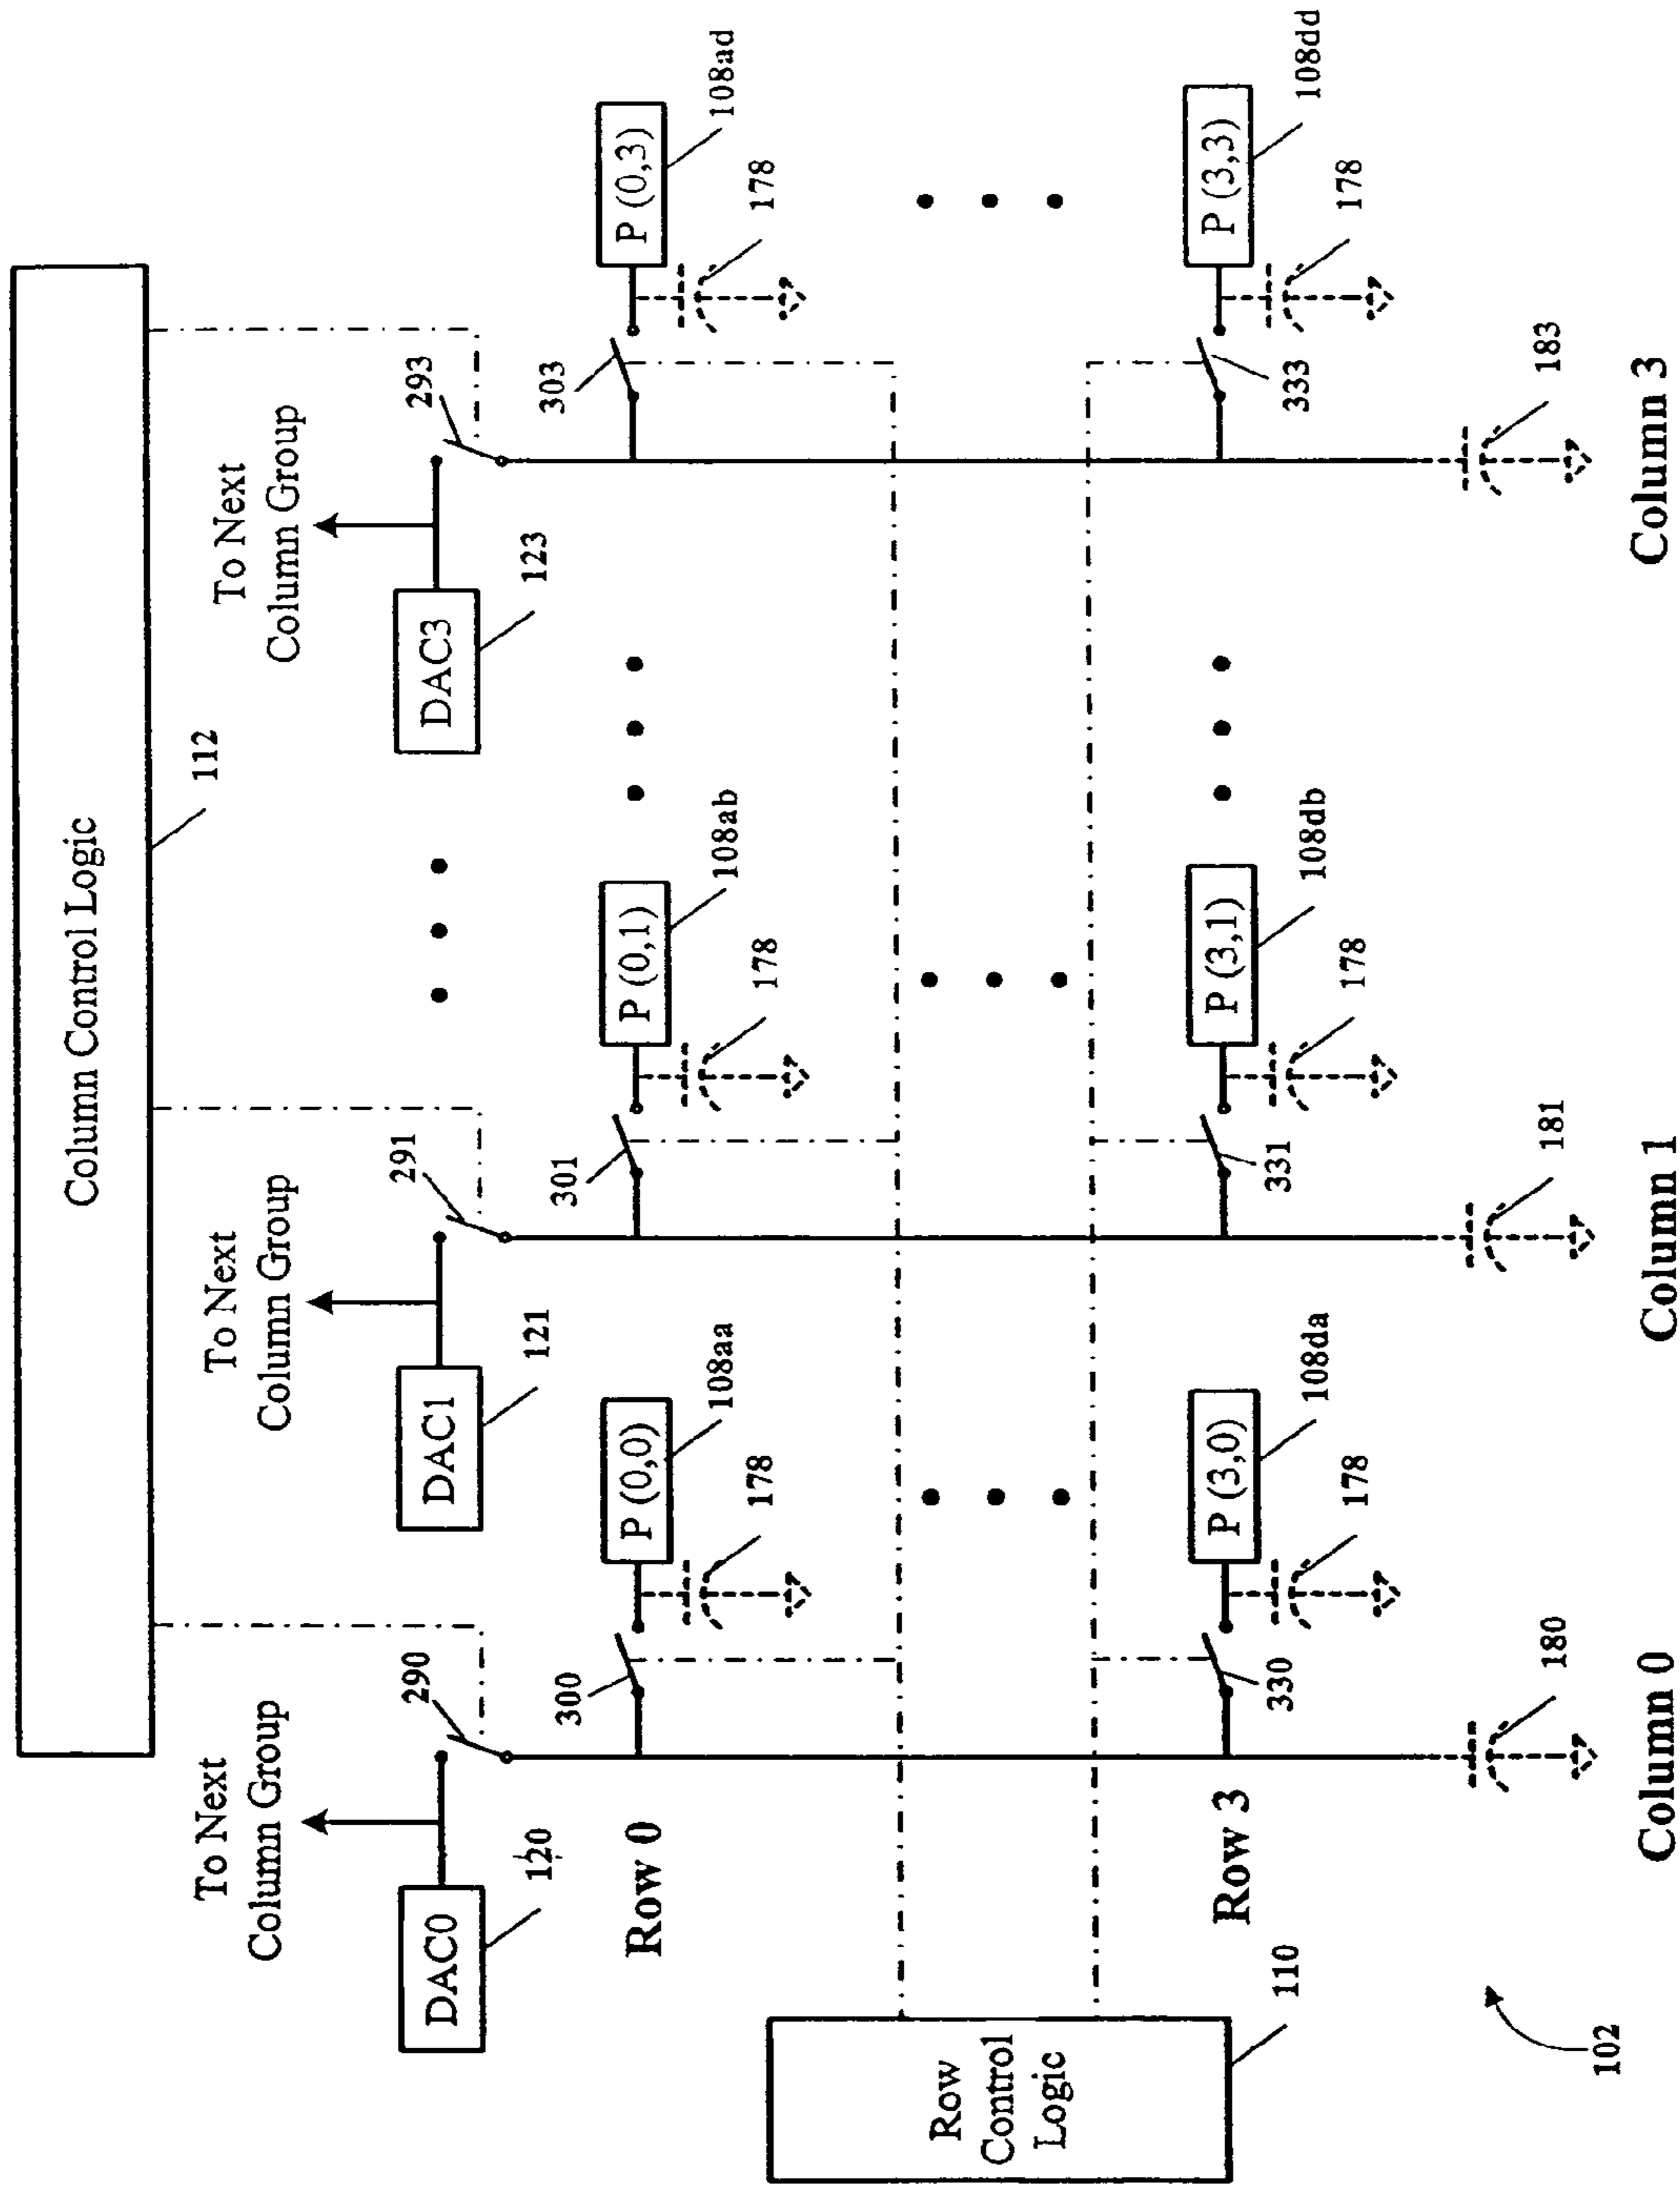 Column Control Logic
112
To Next
Column Group
To Next
Column Group
To Next
Column Group
290
291
293
DAC0
DAC1
DAC3
120
121
123
Row 0
300
P (0,0)
108aa
178
301
P (0,1)
108ab
178
303
P (0,3)
108ad
178
Row
Control
Logic
110
Row 3
330
P (3,0)
108da
178
331
P (3,1)
108db
178
333
P (3,3)
108dd
178
180
181
183
102
Column 0
Column 1
Column 3